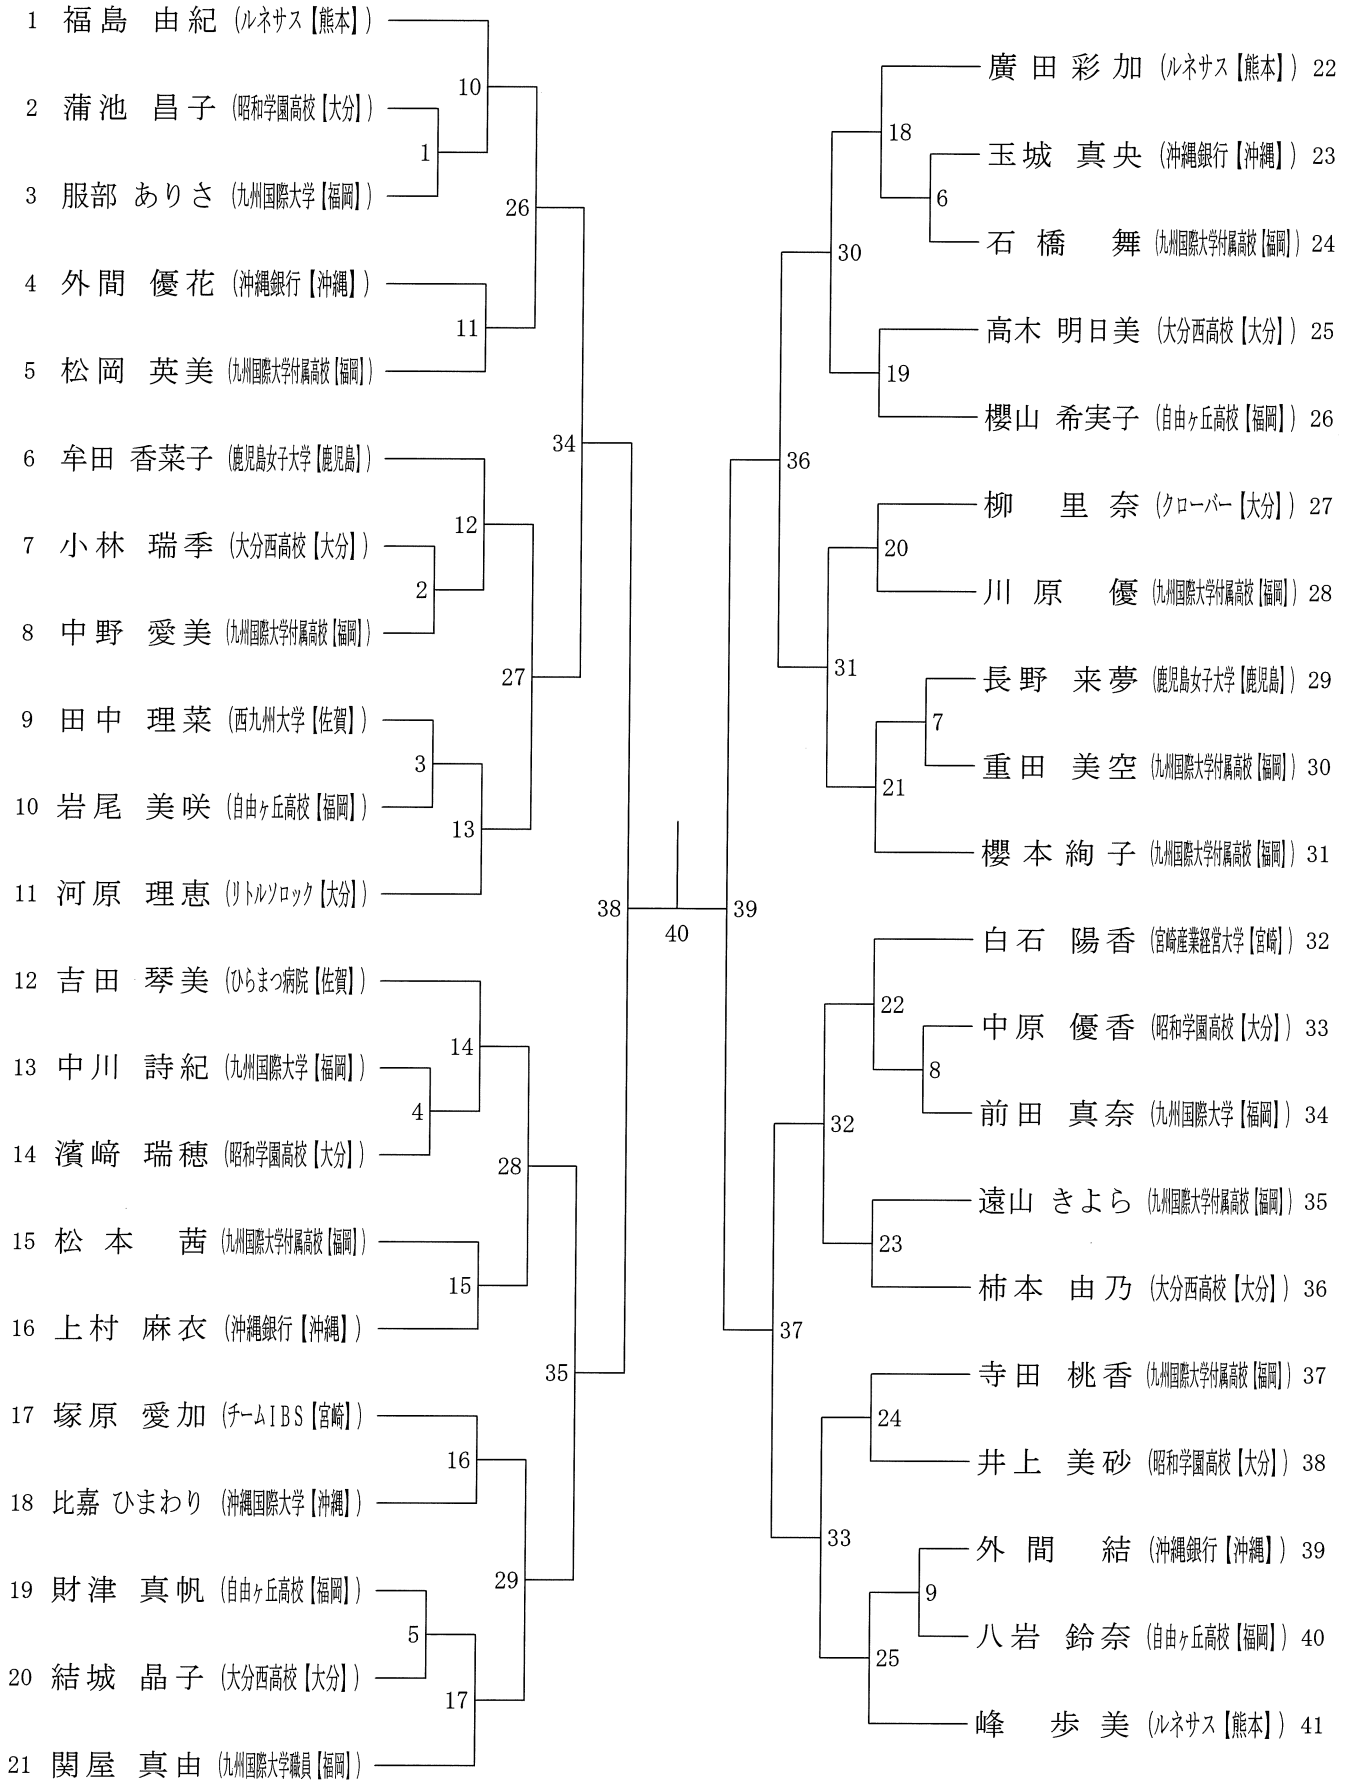 1 福島 由紀 (ルネサス【熊本】)
2 蒲池 昌子 (昭和学園高校【大分】)
3 服部 ありさ (九州国際大学【福岡】)
4 外間 優花 (沖縄銀行【沖縄】)
5 松岡 英美 (九州国際大学付属高校【福岡】)
6 牟田 香菜子 (鹿児島女子大学【鹿児島】)
7 小林 瑞季 (大分西高校【大分】)
8 中野 愛美 (九州国際大学付属高校【福岡】)
9 田中 理菜 (西九州大学【佐賀】)
10 岩尾 美咲 (自由ヶ丘高校【福岡】)
11 河原 理恵 (リトルソロック【大分】)
12 吉田 琴美 (ひらまつ病院【佐賀】)
13 中川 詩紀 (九州国際大学【福岡】)
14 濱﨑 瑞穂 (昭和学園高校【大分】)
15 松本 茜 (九州国際大学付属高校【福岡】)
16 上村 麻衣 (沖縄銀行【沖縄】)
17 塚原 愛加 (チームIBS【宮崎】)
18 比嘉 ひまわり (沖縄国際大学【沖縄】)
19 財津 真帆 (自由ヶ丘高校【福岡】)
20 結城 晶子 (大分西高校【大分】)
21 関屋 真由 (九州国際大学職員【福岡】)
1
2
3
4
5
10
11
12
13
14
15
16
17
26
27
28
29
34
35
38
40
39
36
37
30
31
32
33
18
19
20
21
22
23
24
25
6
7
8
9
廣田彩加 (ルネサス【熊本】) 22
玉城 真央 (沖縄銀行【沖縄】) 23
石橋 舞 (九州国際大学付属高校【福岡】) 24
高木 明日美 (大分西高校【大分】) 25
櫻山 希実子 (自由ヶ丘高校【福岡】) 26
柳 里奈 (クローバー【大分】) 27
川原 優 (九州国際大学付属高校【福岡】) 28
長野 来夢 (鹿児島女子大学【鹿児島】) 29
重田 美空 (九州国際大学付属高校【福岡】) 30
櫻本絢子 (九州国際大学付属高校【福岡】) 31
白石 陽香 (宮崎産業経営大学【宮崎】) 32
中原 優香 (昭和学園高校【大分】) 33
前田 真奈 (九州国際大学【福岡】) 34
遠山 きよら (九州国際大学付属高校【福岡】) 35
柿本 由乃 (大分西高校【大分】) 36
寺田 桃香 (九州国際大学付属高校【福岡】) 37
井上 美砂 (昭和学園高校【大分】) 38
外間 結 (沖縄銀行【沖縄】) 39
八岩 鈴奈 (自由ヶ丘高校【福岡】) 40
峰 歩美 (ルネサス【熊本】) 41